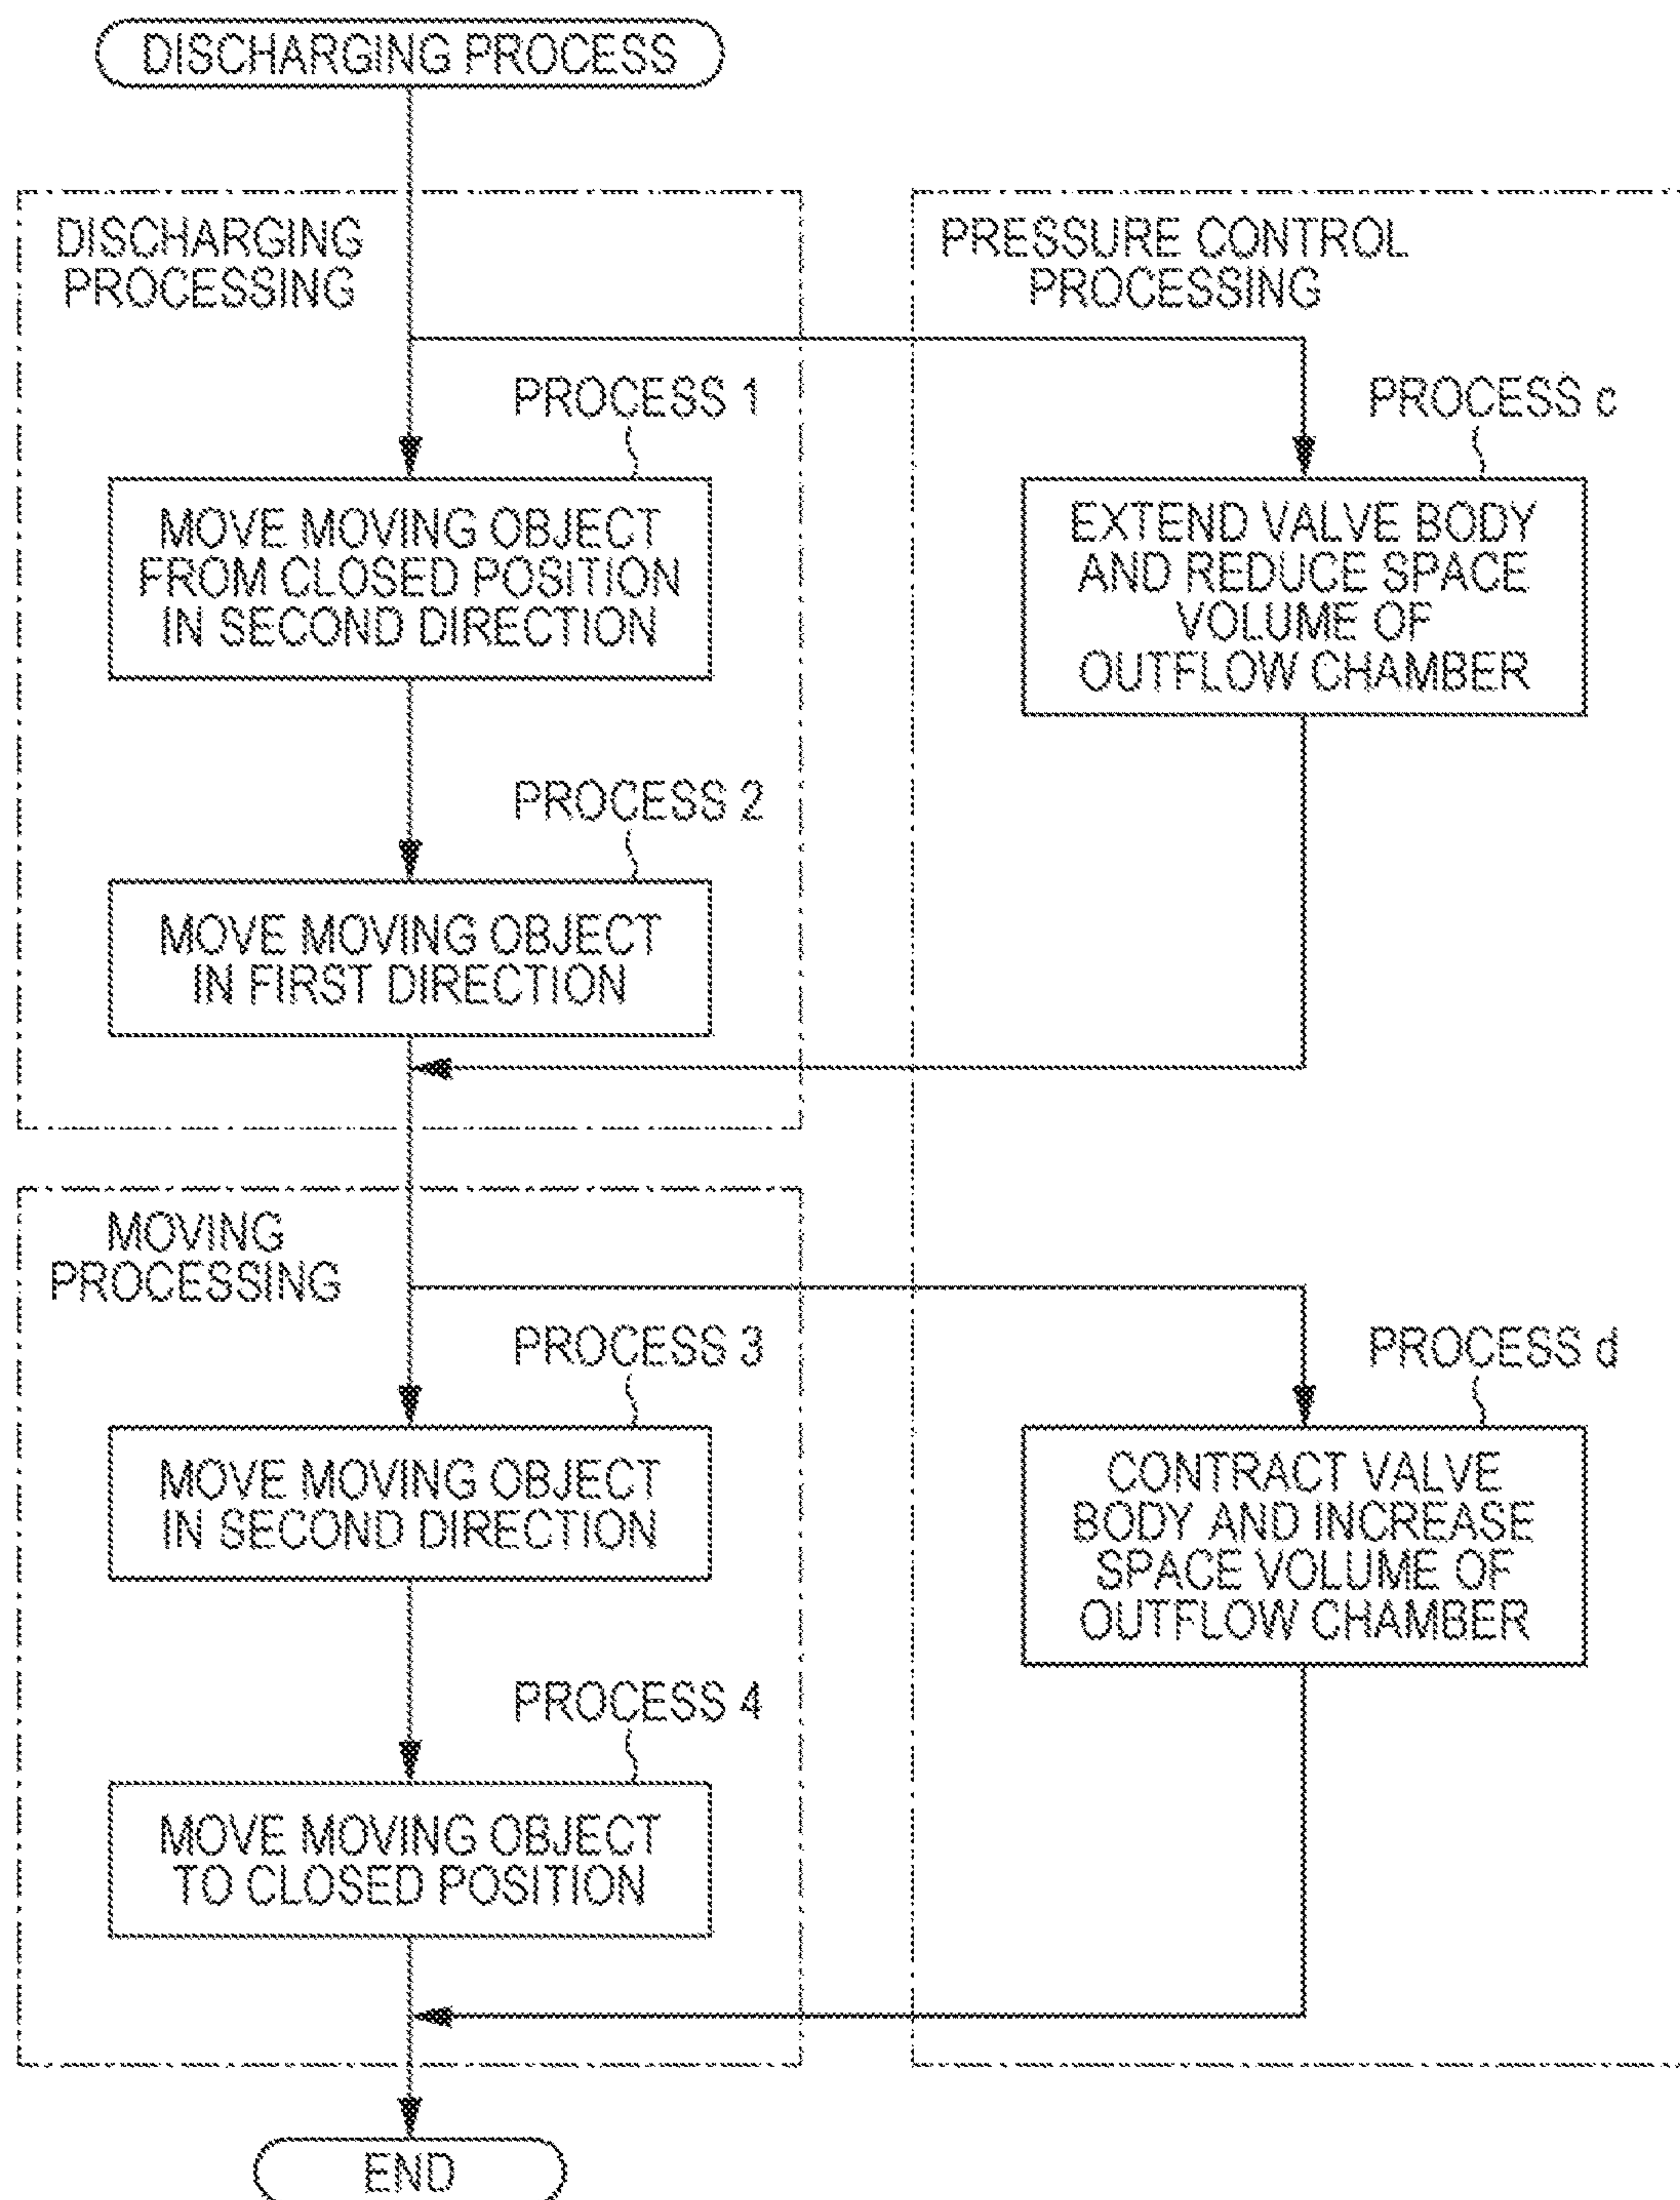 DISCHARGING PROCESS
DISCHARGING
PROCESSING
PROCESS 1
MOVE MOVING OBJECT
FROM CLOSED POSITION
IN SECOND DIRECTION
PROCESS 2
MOVE MOVING OBJECT
IN FIRST DIRECTION
PRESSURE CONTROL
PROCESSING
PROCESS c
EXTEND VALVE BODY
AND REDUCE SPACE
VOLUME OF
OUTFLOW CHAMBER
MOVING
PROCESSING
PROCESS 3
MOVE MOVING OBJECT
IN SECOND DIRECTION
PROCESS 4
MOVE MOVING OBJECT
TO CLOSED POSITION
PROCESS d
CONTRACT VALVE
BODY AND INCREASE
SPACE VOLUME OF
OUTFLOW CHAMBER
END